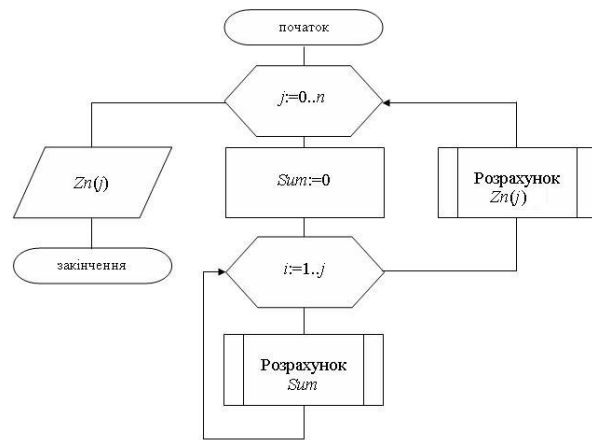 початок
j:=0..n
Zn(j)
Sum:=0
Розрахунок
Zn(j)
закінчення
i:=1..j
Розрахунок
Sum